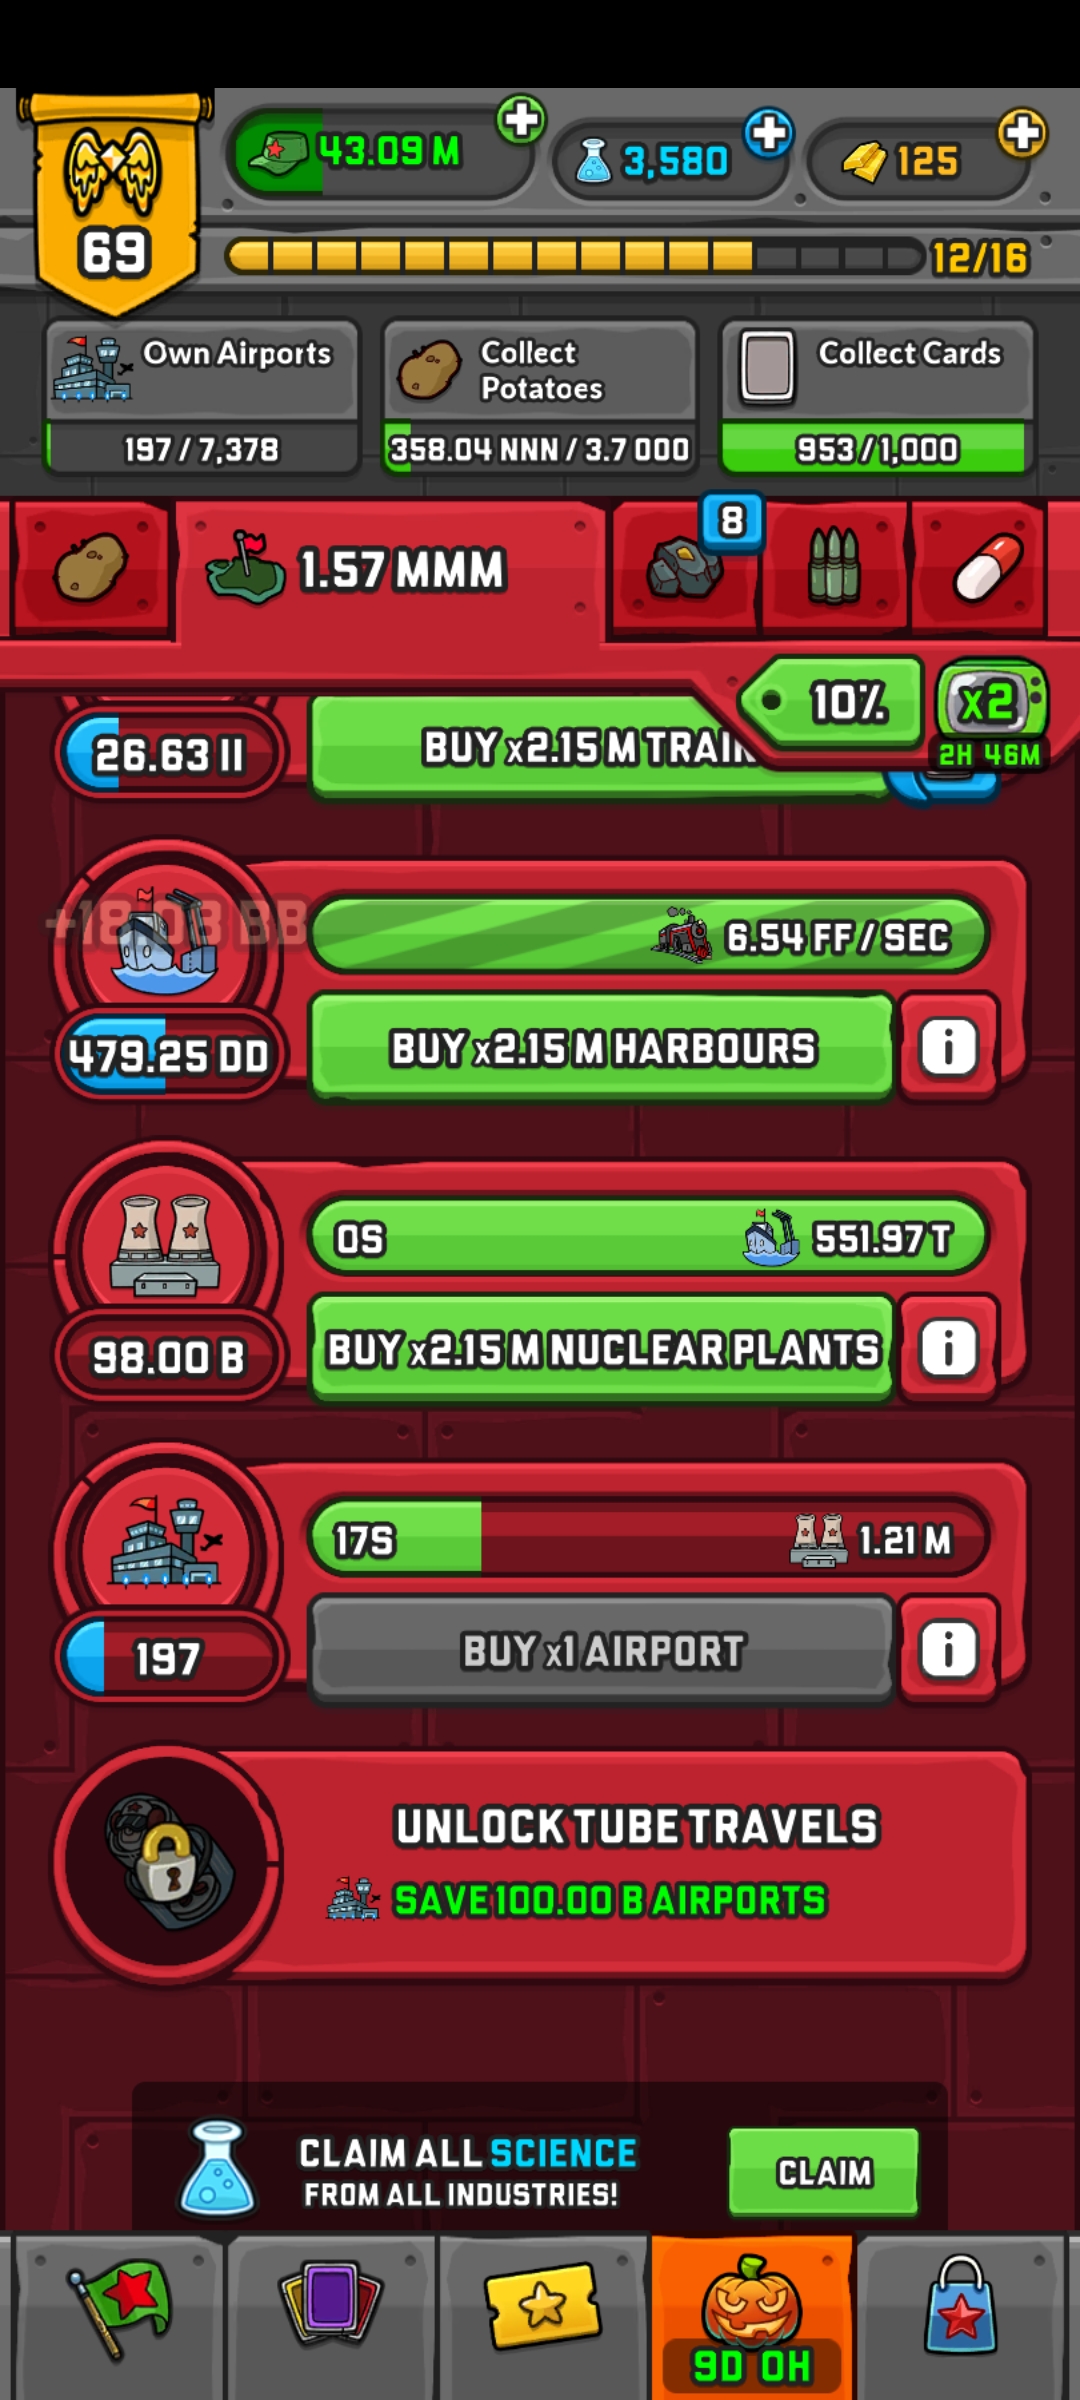 43.09 M
3,580
125
69
12/16
Own Airports
197 / 7,378
Collect
Potatoes
358.04 NNN / 3.7 OOO
Collect Cards
953 / 1,000
1.57 MMM
8
10%
x2
2H 46M
26.63 II
BUY x2.15 M TRAIN
+18.03 BB
6.54 FF / SEC
479.25 DD
BUY x2.15 M HARBOURS
i
0S
551.97 T
98.00 B
BUY x2.15 M NUCLEAR PLANTS
i
17S
1.21 M
197
BUY x1 AIRPORT
i
UNLOCK TUBE TRAVELS
SAVE 100.00 B AIRPORTS
CLAIM ALL SCIENCE
FROM ALL INDUSTRIES!
CLAIM
9D 0H